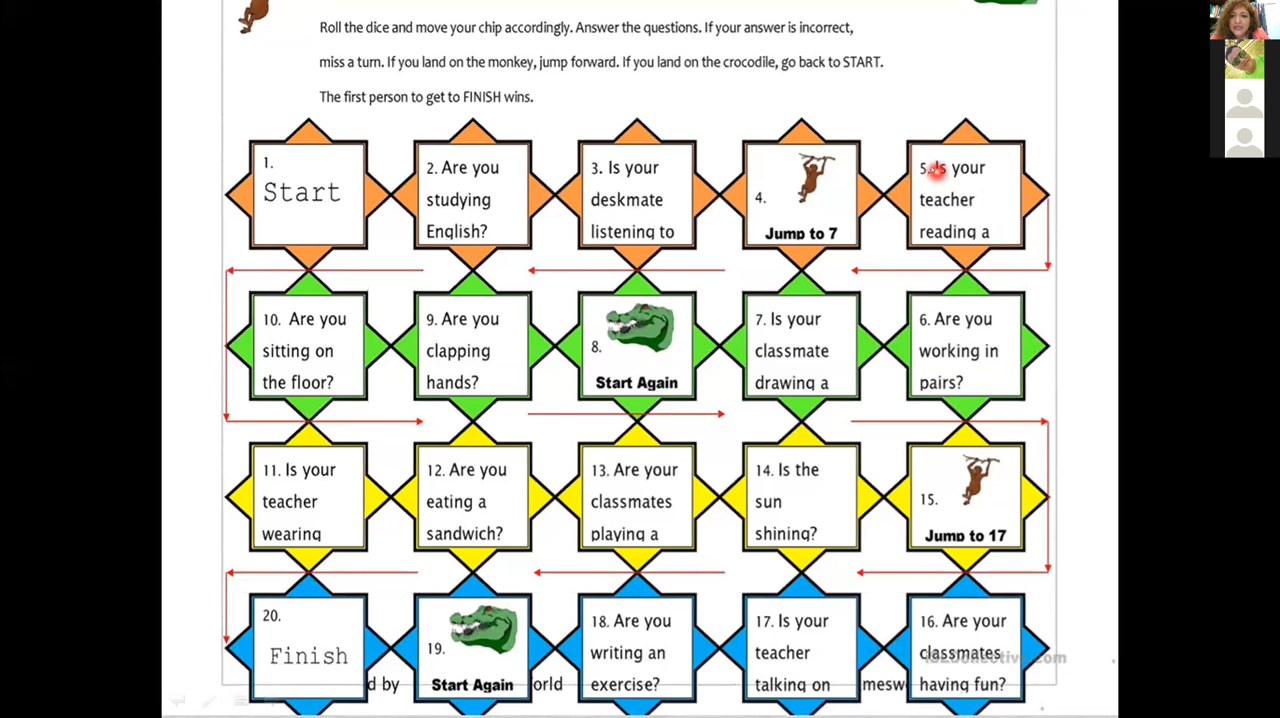 Roll the dice and move your chip accordingly. Answer the questions. If your answer is incorrect,
miss a turn. If you land on the monkey, jump forward. If you land on the crocodile, go back to START.
The first person to get to FINISH wins.
1.
Start
2. Are you
studying
English?
3. Is your
deskmate
listening to
4.
Jump to 7
5. Is your
teacher
reading a
10. Are you
sitting on
the floor?
9. Are you
clapping
hands?
8.
Start Again
7. Is your
classmate
drawing a
6. Are you
working in
pairs?
11. Is your
teacher
wearing
12. Are you
eating a
sandwich?
13. Are your
classmates
playing a
14. Is the
sun
shining?
15.
Jump to 17
20.
Finish
19.
Start Again
18. Are you
writing an
exercise?
17. Is your
teacher
talking on
16. Are your
classmates
having fun?
d by
orld